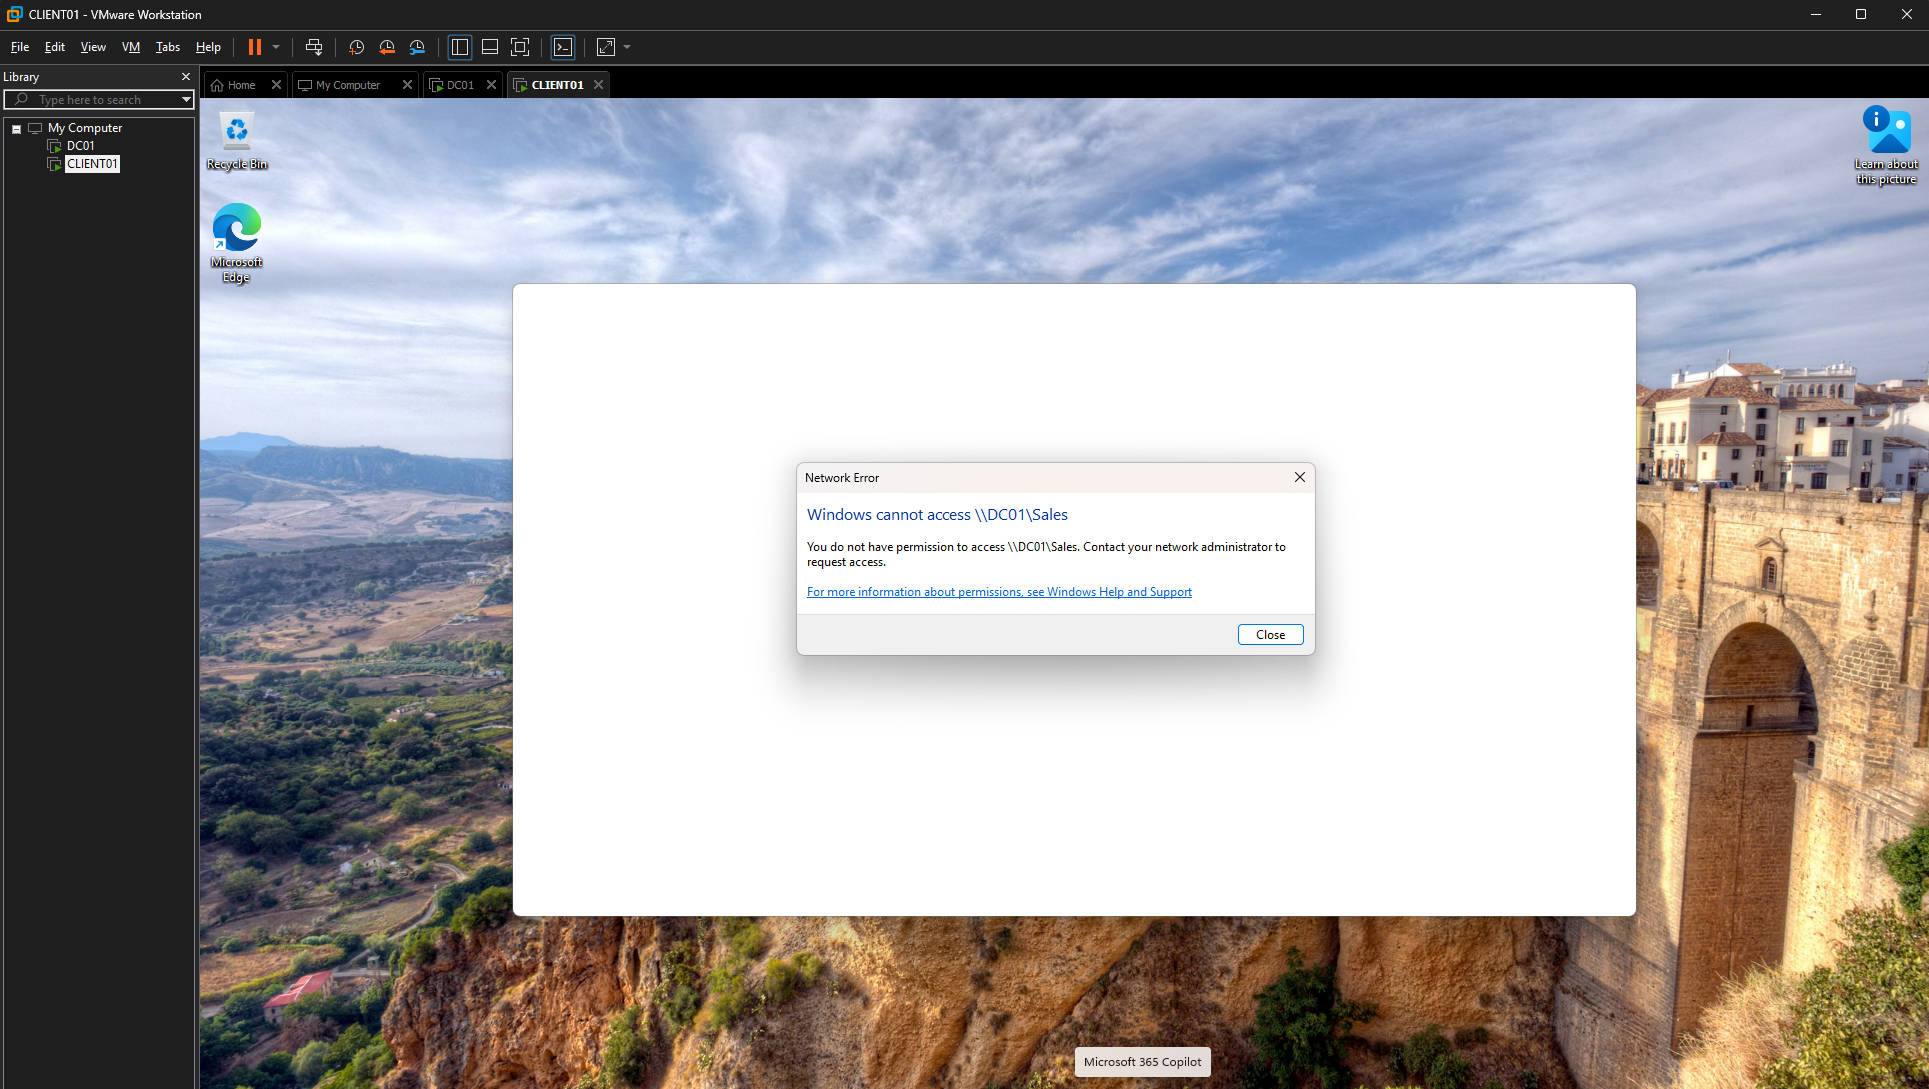 CLIENT01 - VMware Workstation
File Edit View VM Tabs Help
Library
Type here to search
My Computer
DC01
CLIENT01
Home
My Computer
DC01
CLIENT01
Recycle Bin
Microsoft
Edge
Learn about
this picture
Network Error
Windows cannot access \\DC01\Sales
You do not have permission to access \\DC01\Sales. Contact your network administrator to
request access.
For more information about permissions, see Windows Help and Support
Close
Microsoft 365 Copilot